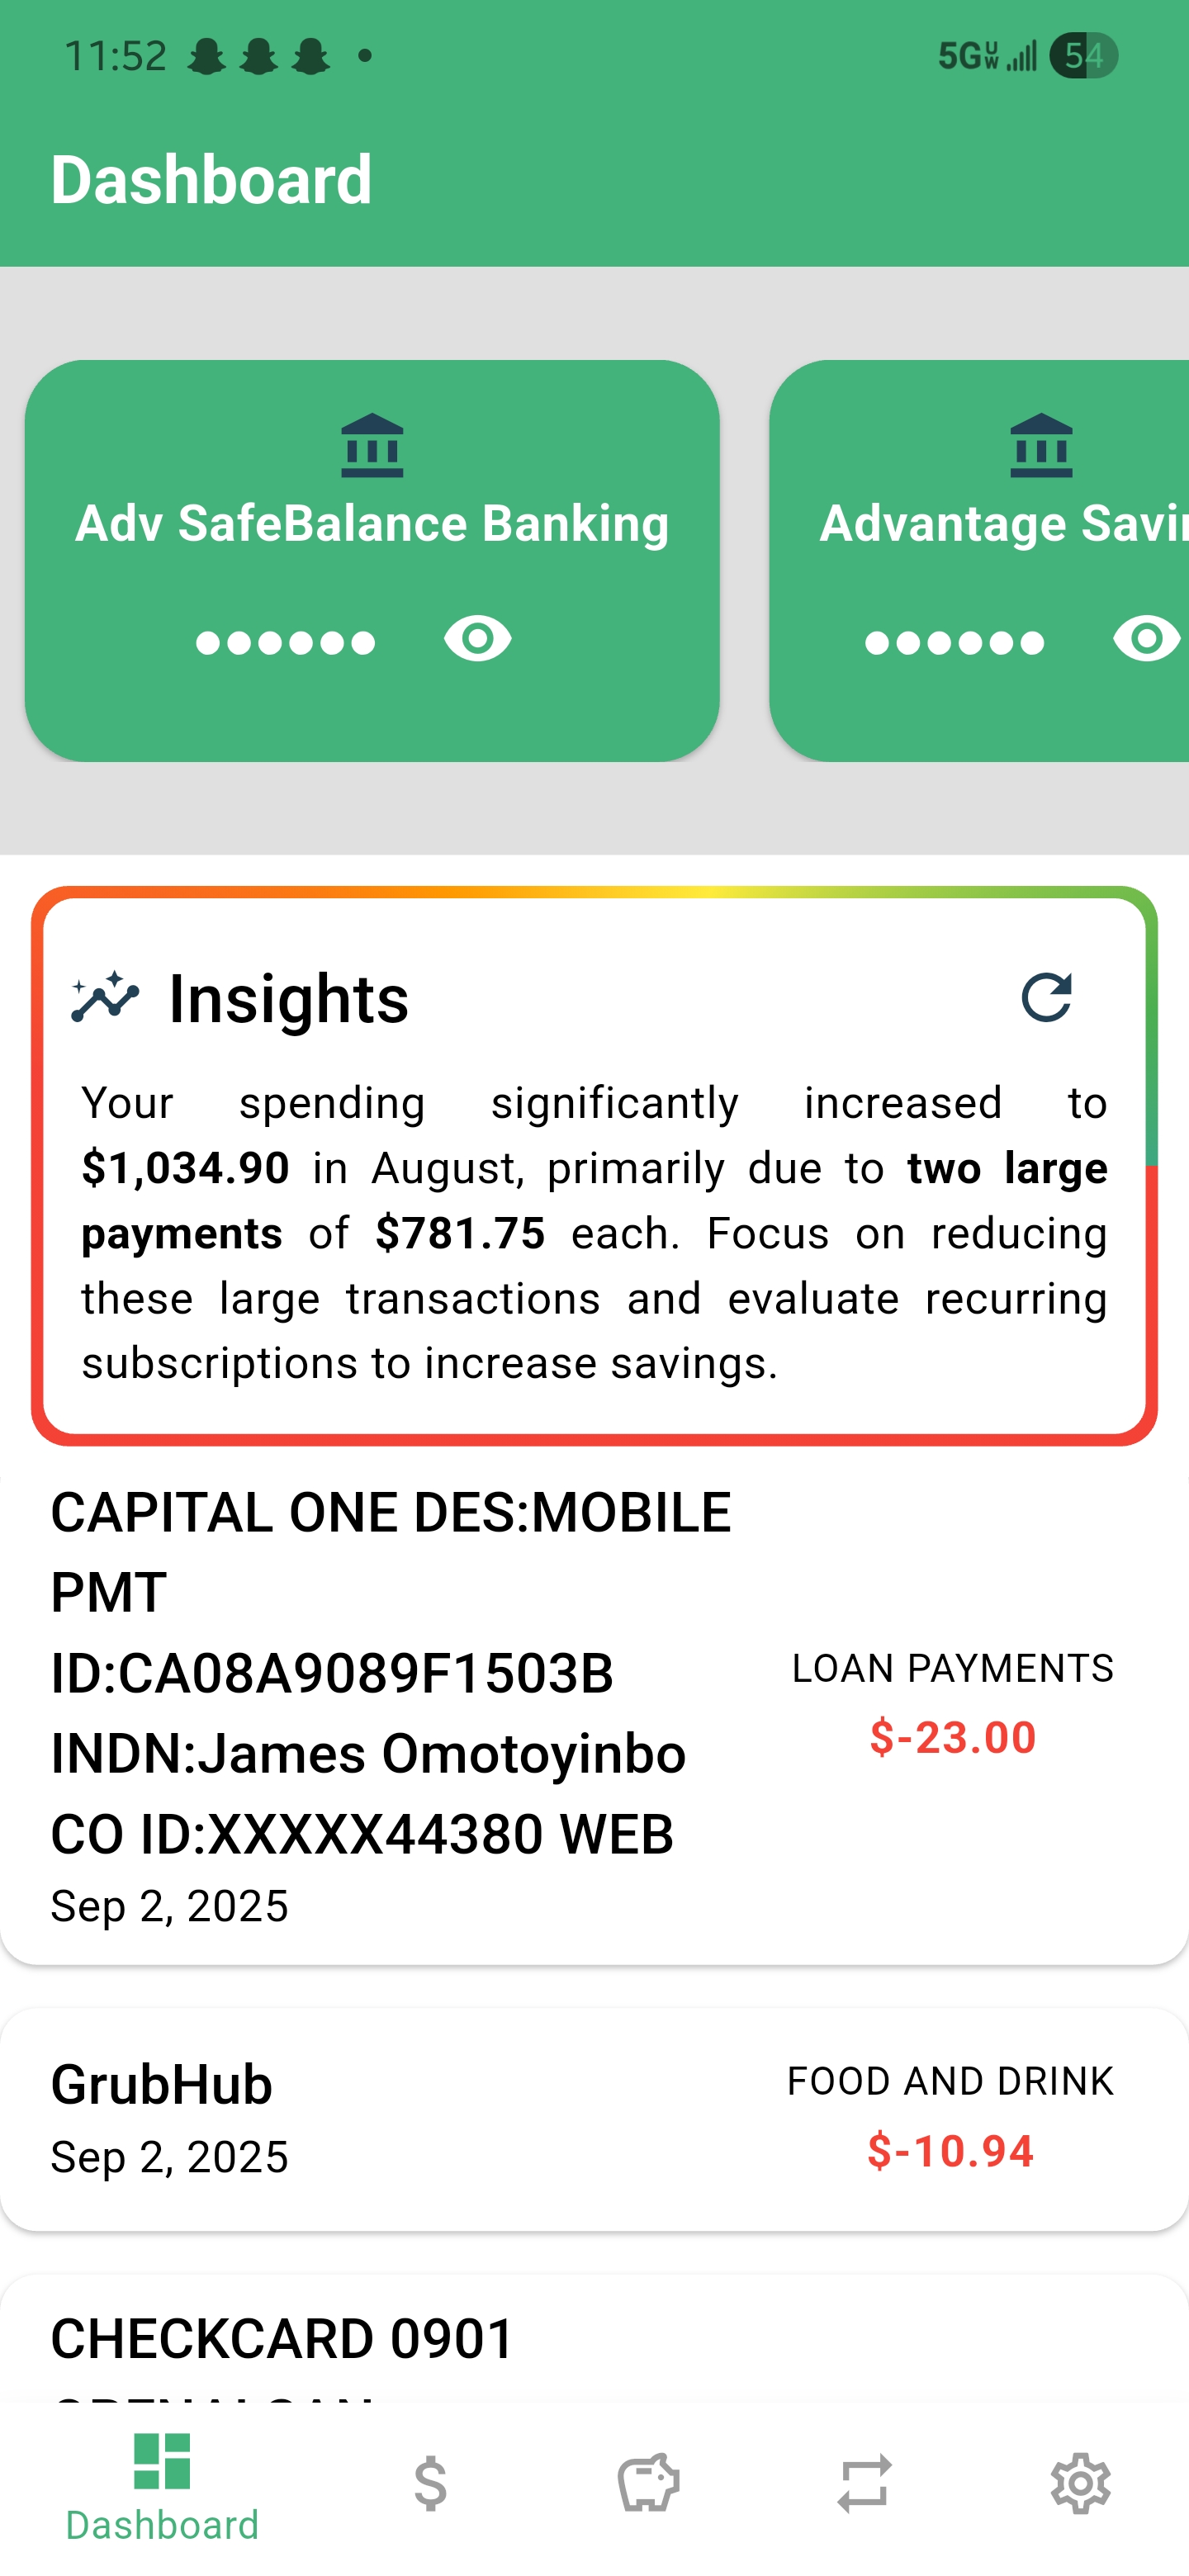 11:52
5G UW 54
Dashboard
Adv SafeBalance Banking
Advantage Savin
Insights
Your spending significantly increased to
$1,034.90 in August, primarily due to two large
payments of $781.75 each. Focus on reducing
these large transactions and evaluate recurring
subscriptions to increase savings.
CAPITAL ONE DES:MOBILE
PMT
ID:CA08A9089F1503B
INDN:James Omotoyinbo
CO ID:XXXXX44380 WEB
Sep 2, 2025
LOAN PAYMENTS
$-23.00
GrubHub
Sep 2, 2025
FOOD AND DRINK
$-10.94
CHECKCARD 0901
Dashboard